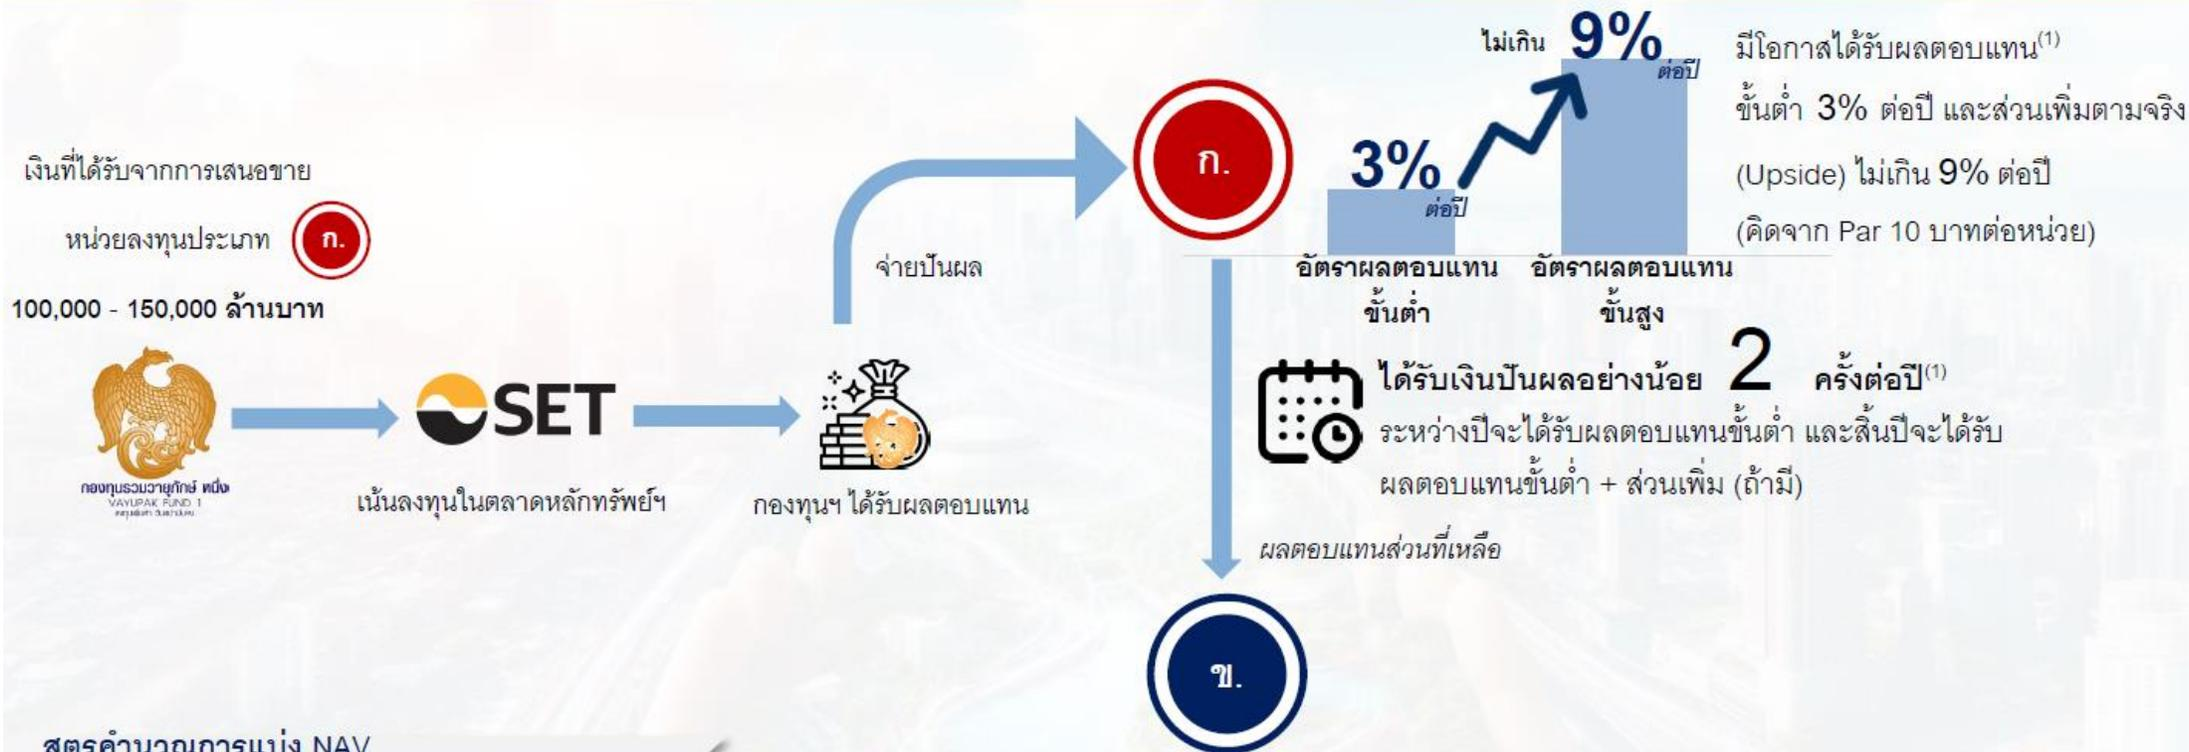 เงินที่ได้รับจากการเสนอขาย
หน่วยลงทุนประเภท ก.
100,000 - 150,000 ล้านบาท
กองทุนรวมวายุภักษ์ หนึ่ง
VAYUPAK FUND 1
SET
เน้นลงทุนในตลาดหลักทรัพย์ฯ
กองทุนฯ ได้รับผลตอบแทน
จ่ายปันผล
ก.
3%
ต่อปี
ไม่เกิน 9%
ต่อปี
อัตราผลตอบแทน
ขั้นต่ำ
อัตราผลตอบแทน
ขั้นสูง
มีโอกาสได้รับผลตอบแทน(1)
ขั้นต่ำ 3% ต่อปี และส่วนเพิ่มตามจริง
(Upside) ไม่เกิน 9% ต่อปี
(คิดจาก Par 10 บาทต่อหน่วย)
ได้รับเงินปันผลอย่างน้อย 2 ครั้งต่อปี(1)
ระหว่างปีจะได้รับผลตอบแทนขั้นต่ำ และสิ้นปีจะได้รับ
ผลตอบแทนขั้นต่ำ + ส่วนเพิ่ม (ถ้ามี)
ผลตอบแทนส่วนที่เหลือ
ข.
สูตรคำนวณการแบ่ง NAV